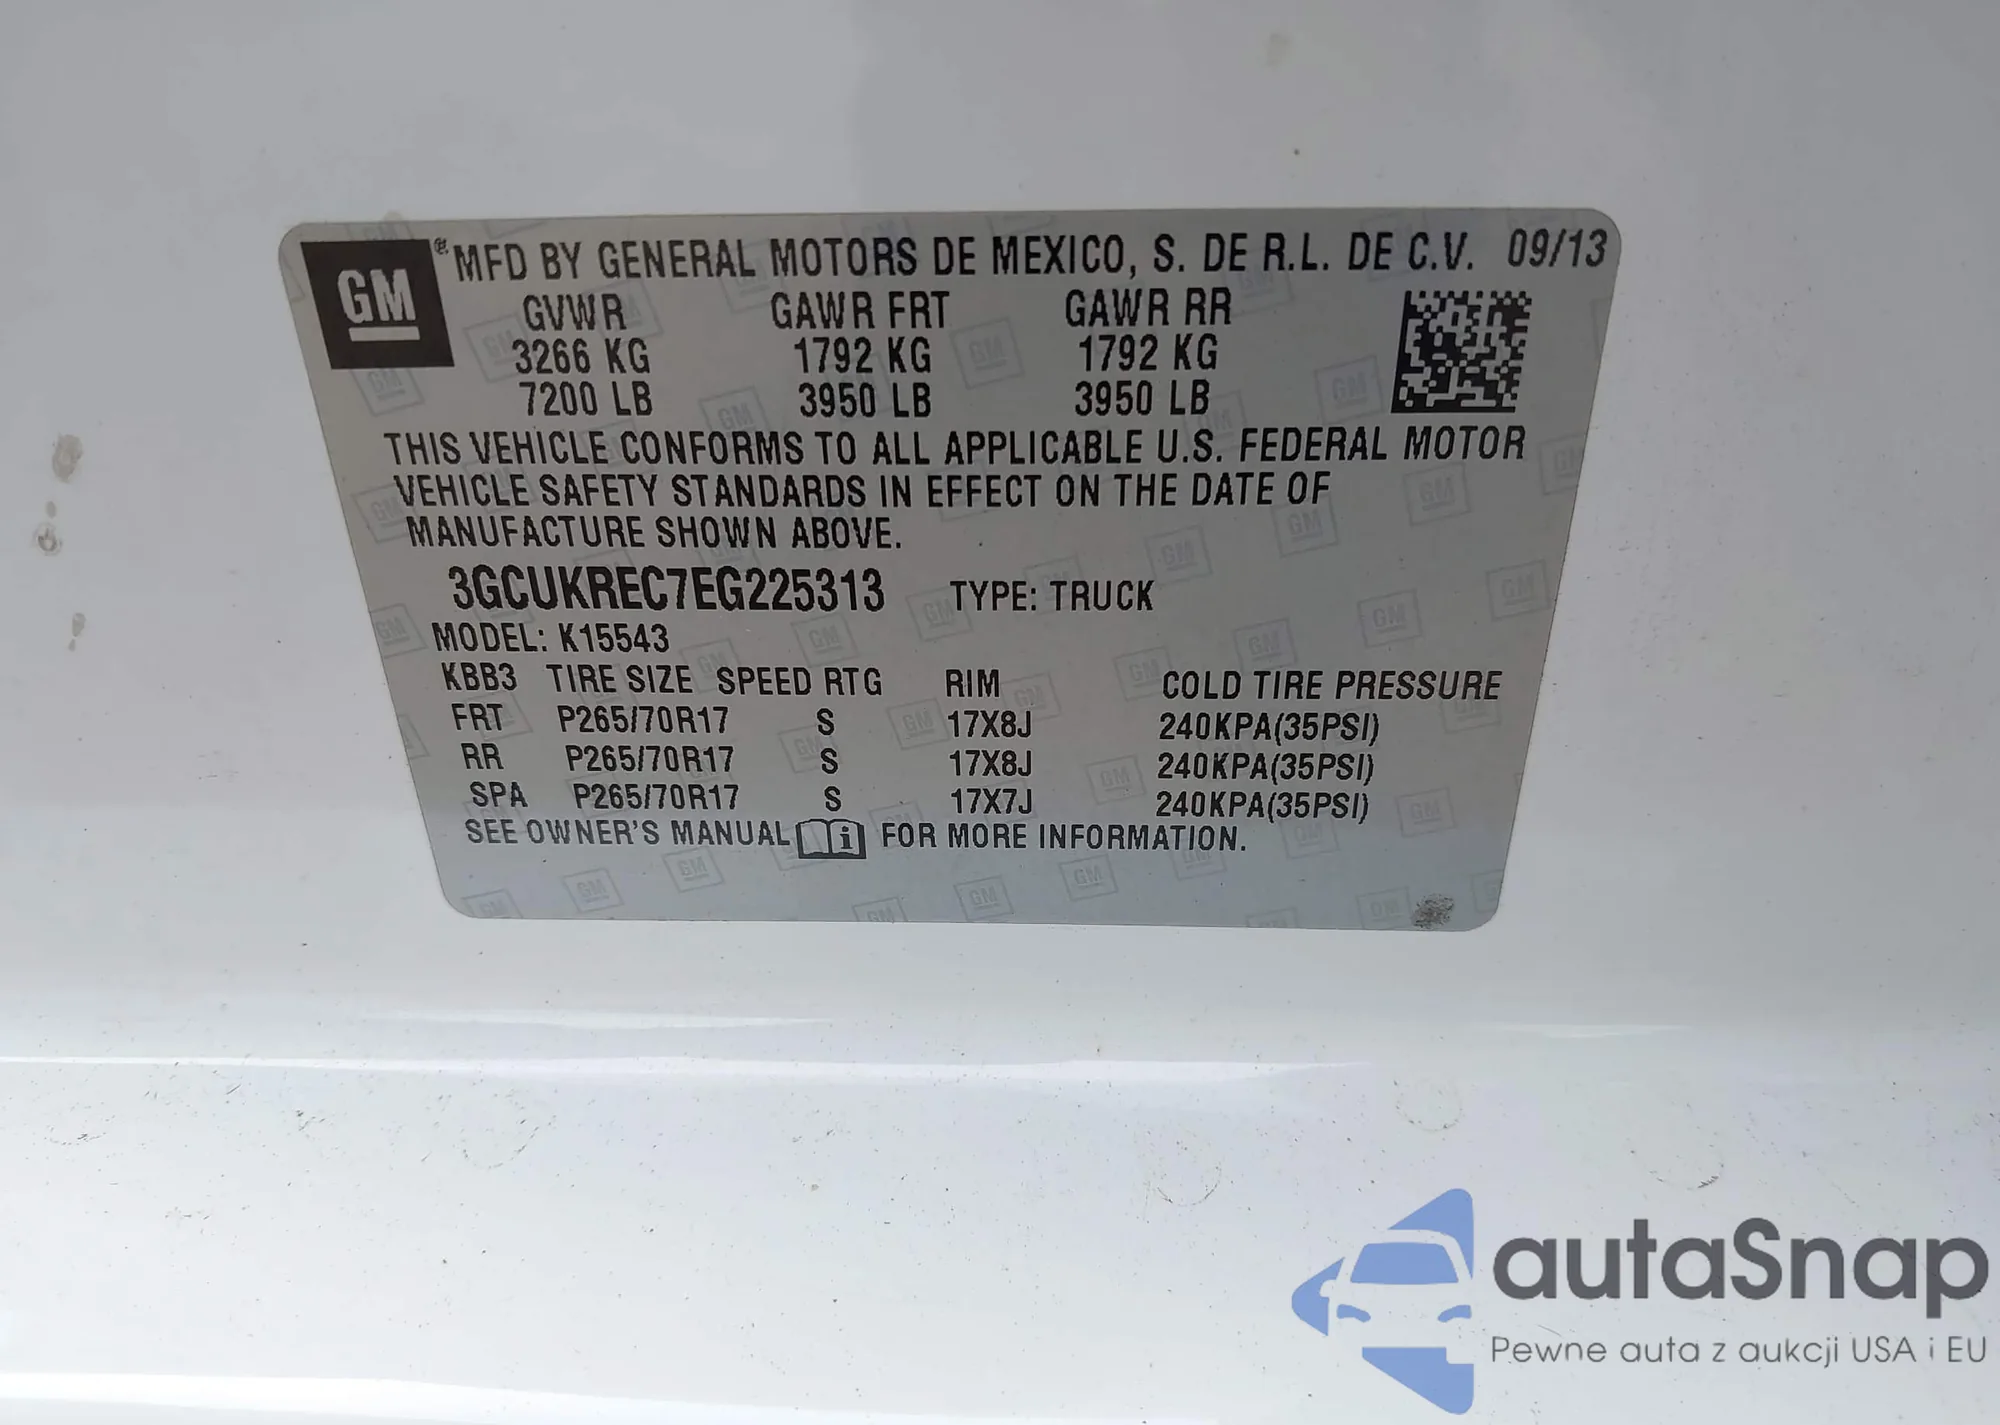 GM ® MFD BY GENERAL MOTORS DE MEXICO, S. DE R.L. DE C.V. 09/13
GVWR GAWR FRT GAWR RR
3266 KG 1792 KG 1792 KG
7200 LB 3950 LB 3950 LB
THIS VEHICLE CONFORMS TO ALL APPLICABLE U.S. FEDERAL MOTOR
VEHICLE SAFETY STANDARDS IN EFFECT ON THE DATE OF
MANUFACTURE SHOWN ABOVE.
3GCUKREC7EG225313 TYPE: TRUCK
MODEL: K15543
KBB3 TIRE SIZE SPEED RTG RIM COLD TIRE PRESSURE
FRT P265/70R17 S 17X8J 240KPA(35PSI)
RR P265/70R17 S 17X8J 240KPA(35PSI)
SPA P265/70R17 S 17X7J 240KPA(35PSI)
SEE OWNER'S MANUAL i FOR MORE INFORMATION.
autaSnap
Pewne auta z aukcji USA i EU